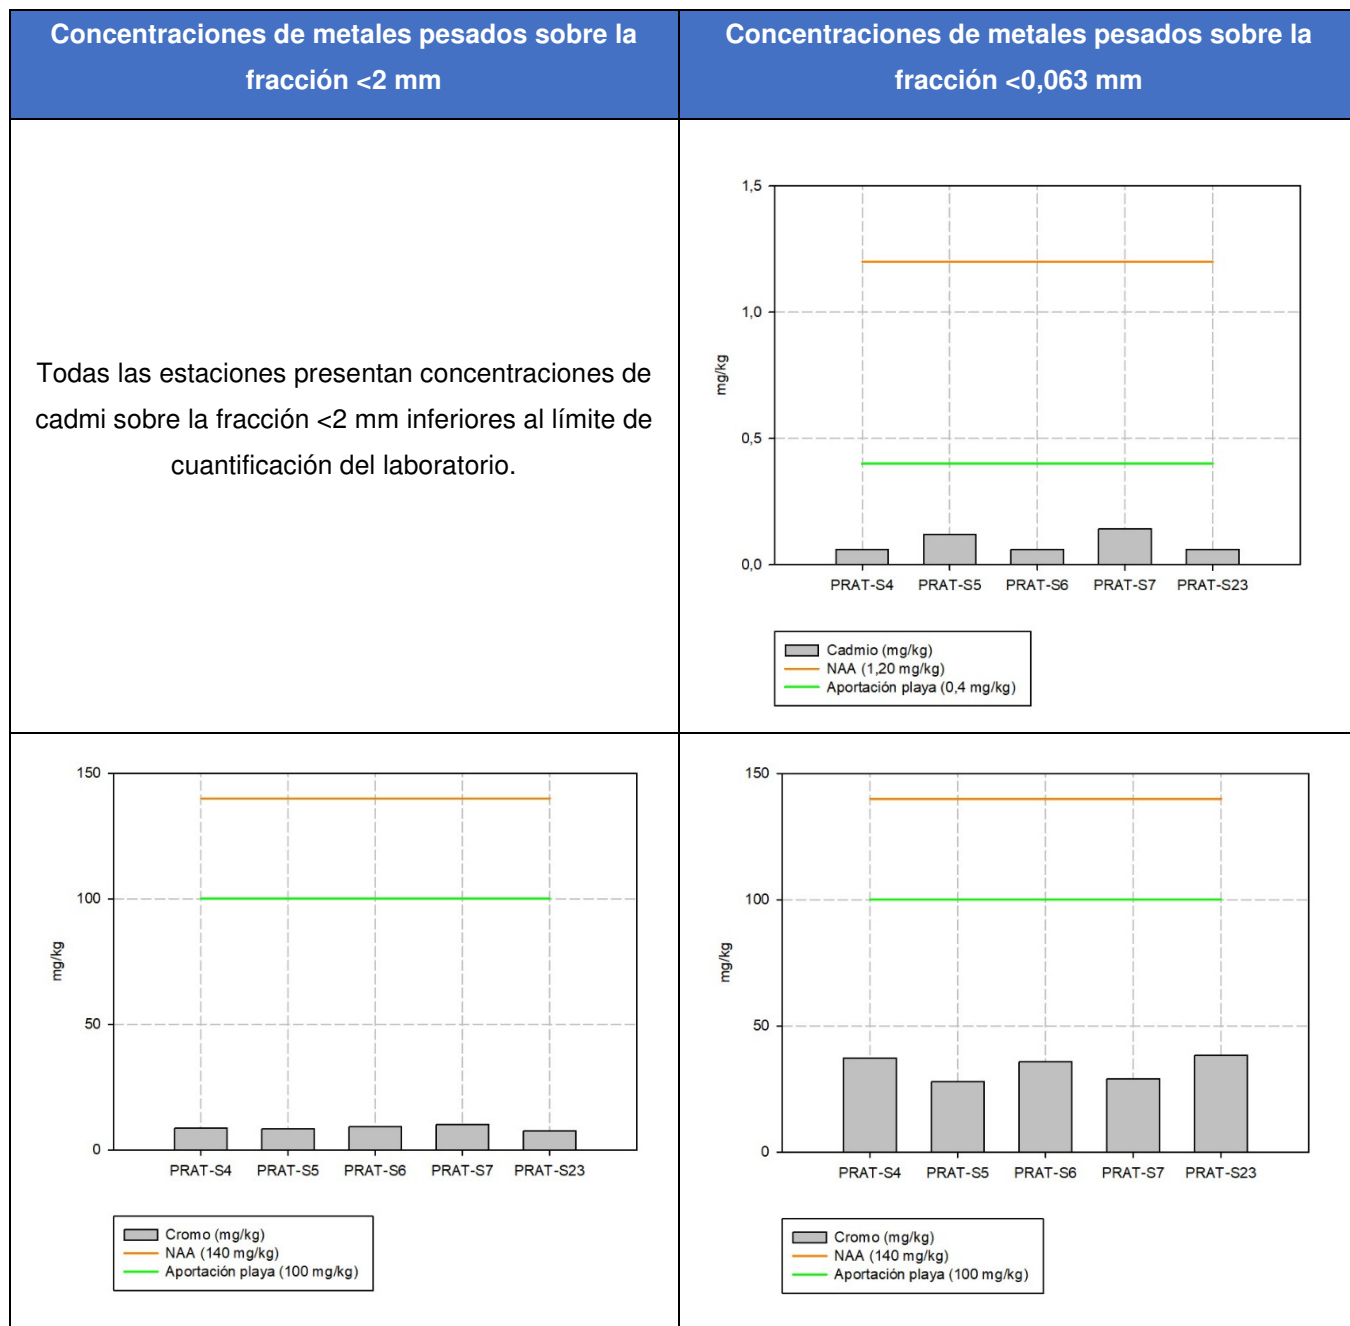 Concentraciones de metales pesados sobre la
fracción <2 mm
Concentraciones de metales pesados sobre la
fracción <0,063 mm
Todas las estaciones presentan concentraciones de
cadmi sobre la fracción <2 mm inferiores al límite de
cuantificación del laboratorio.
1,5
1,0
0,5
0,0
mg/kg
PRAT-S4 PRAT-S5 PRAT-S6 PRAT-S7 PRAT-S23
Cadmio (mg/kg)
NAA (1,20 mg/kg)
Aportación playa (0,4 mg/kg)
150
100
50
0
mg/kg
PRAT-S4 PRAT-S5 PRAT-S6 PRAT-S7 PRAT-S23
Cromo (mg/kg)
NAA (140 mg/kg)
Aportación playa (100 mg/kg)
150
100
50
0
mg/kg
PRAT-S4 PRAT-S5 PRAT-S6 PRAT-S7 PRAT-S23
Cromo (mg/kg)
NAA (140 mg/kg)
Aportación playa (100 mg/kg)